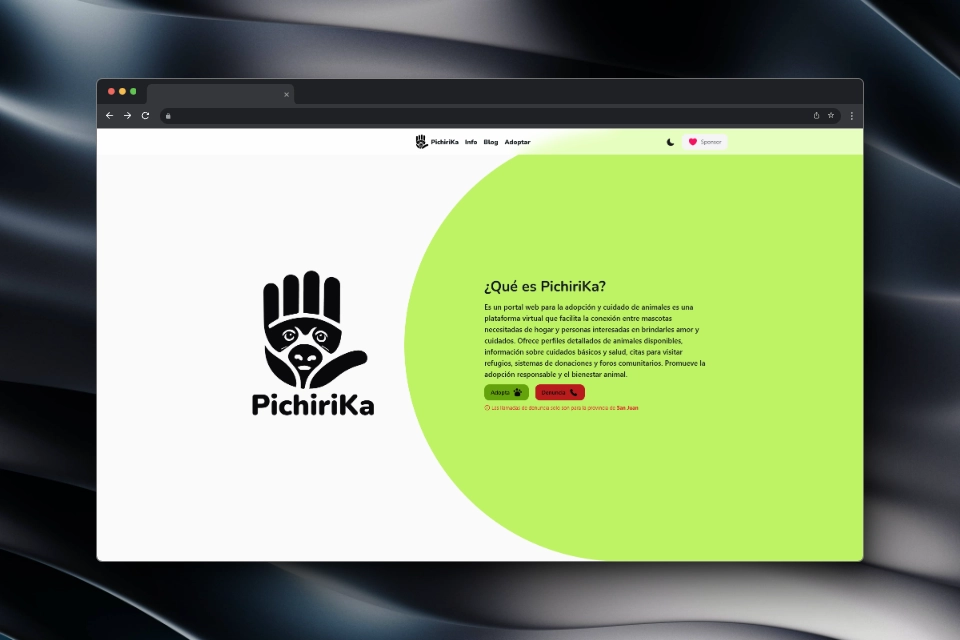 PichiriKa Info Blog Adoptar
Sponsor
PichiriKa
¿Qué es PichiriKa?
Es un portal web para la adopción y cuidado de animales es una
plataforma virtual que facilita la conexión entre mascotas
necesitadas de hogar y personas interesadas en brindarles amor y
cuidados. Ofrece perfiles detallados de animales disponibles,
información sobre cuidados básicos y salud, citas para visitar
refugios, sistemas de donaciones y foros comunitarios. Promueve la
adopción responsable y el bienestar animal.
Adopta
Denuncia
Las llamadas de denuncia solo son para la provincia de San Juan